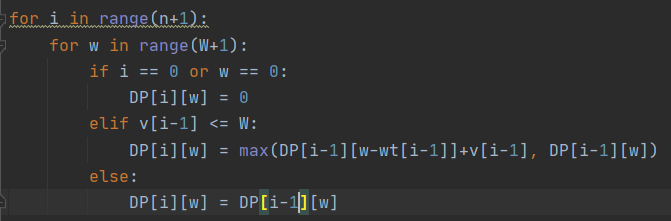 for i in range(n+1):
    for w in range(W+1):
        if i == 0 or w == 0:
            DP[i][w] = 0
        elif v[i-1] <= W:
            DP[i][w] = max(DP[i-1][w-wt[i-1]]+v[i-1], DP[i-1][w])
        else:
            DP[i][w] = DP[i-1][w]